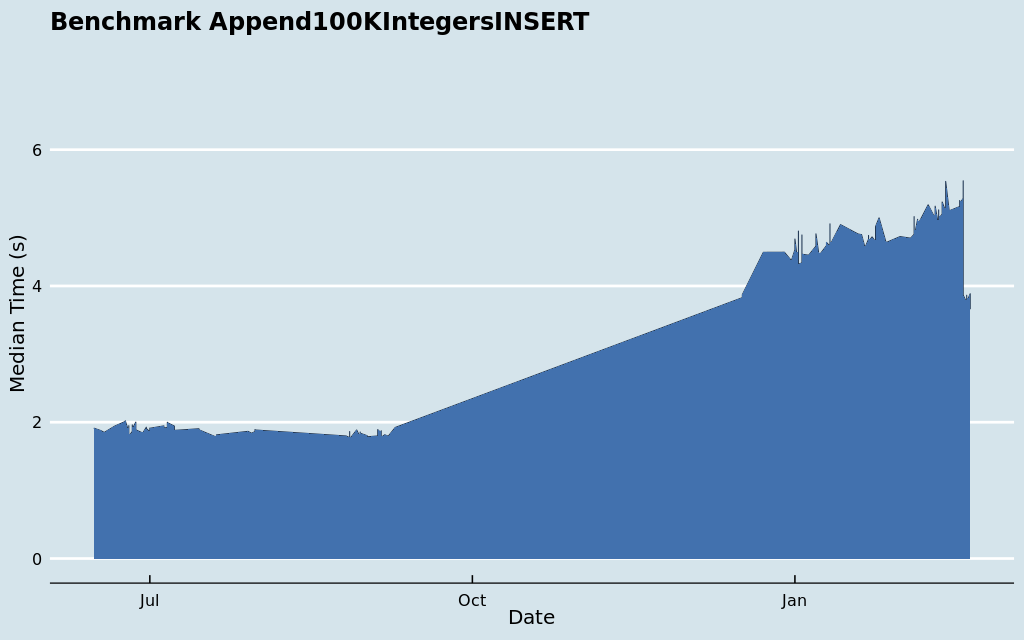 Benchmark Append100KIntegersINSERT
Median Time (s)
6
4
2
0
Jul
Oct
Jan
Date